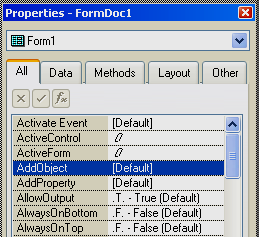 Properties - FormDoc1
Form1
All Data Methods Layout Other
Activate Event [Default]
ActiveControl
ActiveForm
AddObject [Default]
AddProperty [Default]
AllowOutput .T. - True (Default)
AlwaysOnBottom .F. - False (Default)
AlwaysOnTop .F. - False (Default)